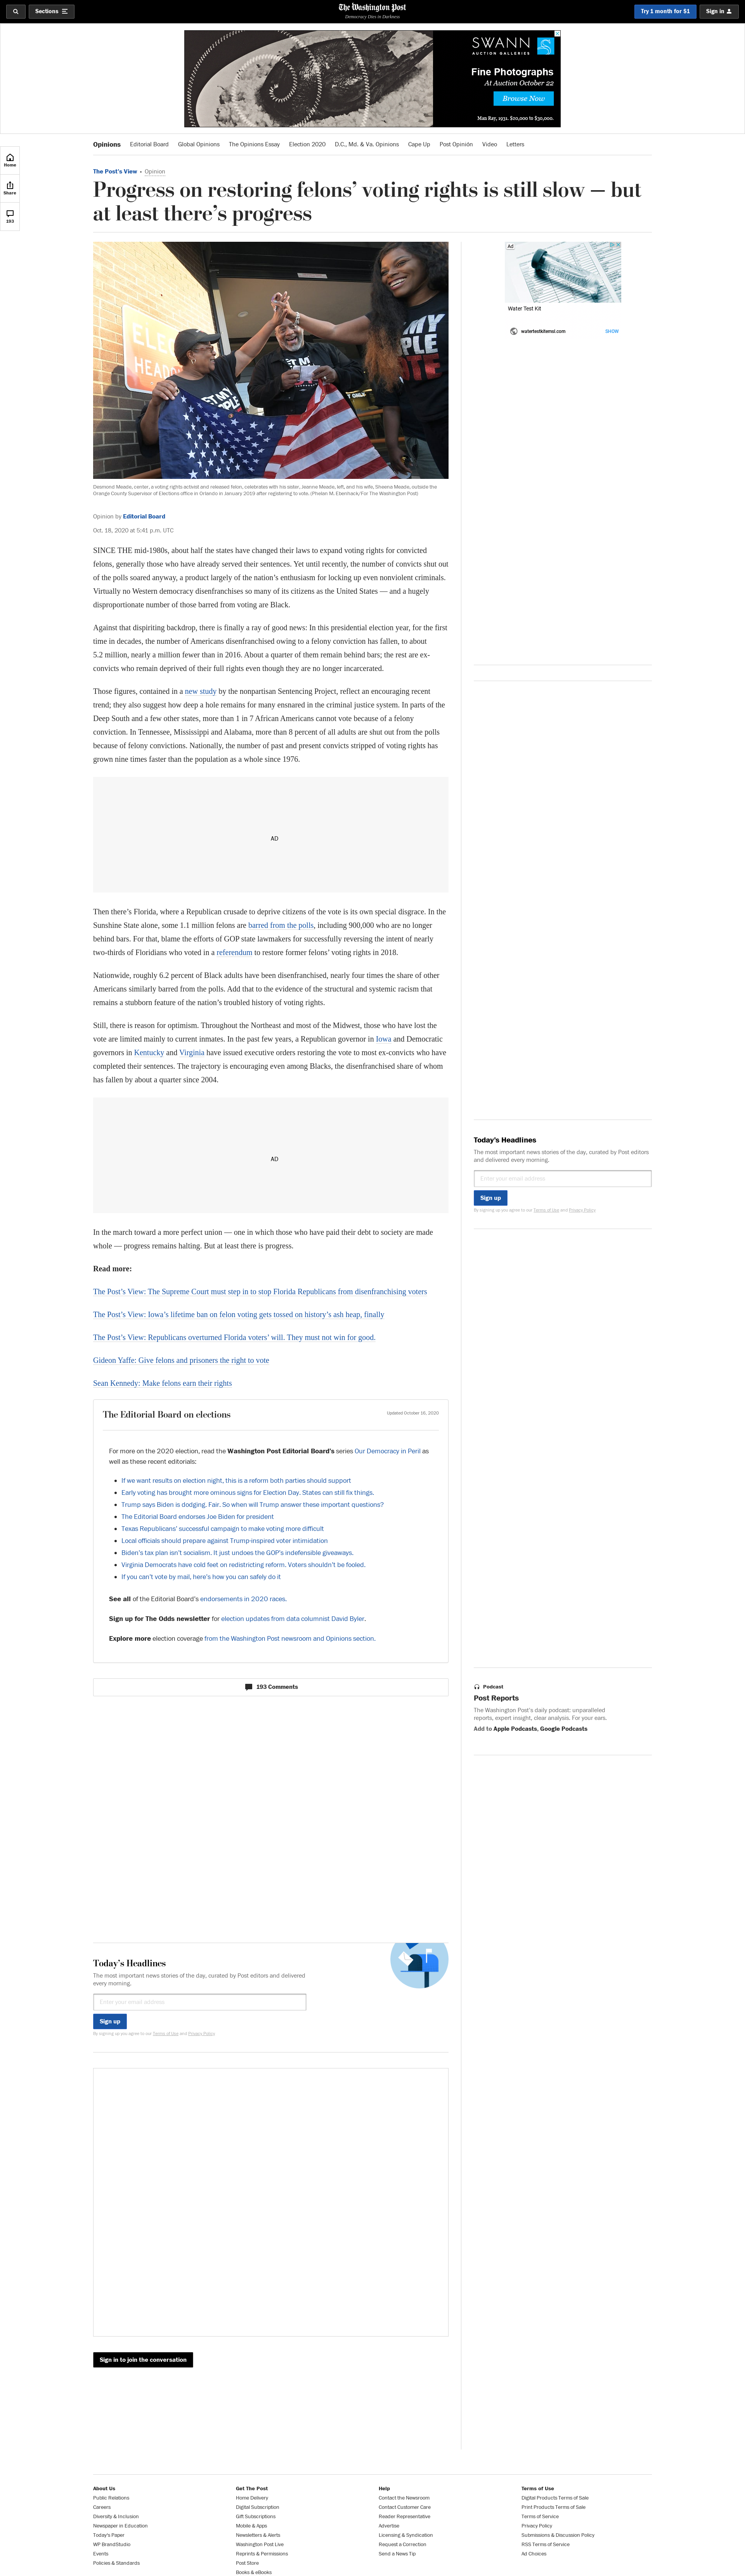 Sections
The Washington Post
Democracy Dies in Darkness
Try 1 month for $1
Sign in
SWANN
AUCTION GALLERIES
Fine Photographs
At Auction October 22
Browse Now
Man Ray, 1931. $20,000 to $30,000.
Opinions
Editorial Board
Global Opinions
The Opinions Essay
Election 2020
D.C., Md. & Va. Opinions
Cape Up
Post Opinión
Video
Letters
Home
Share
193
The Post's View • Opinion
Progress on restoring felons’ voting rights is still slow — but
at least there’s progress
Ad
Water Test Kit
watertestkitemsl.com
SHOW
Desmond Meade, center, a voting rights activist and released felon, celebrates with his sister, Jeanne Meade, left, and his wife, Sheena Meade, outside the
Orange County Supervisor of Elections office in Orlando in January 2019 after registering to vote. (Phelan M. Ebenhack/For The Washington Post)
Opinion by Editorial Board
Oct. 18, 2020 at 5:41 p.m. UTC
SINCE THE mid-1980s, about half the states have changed their laws to expand voting rights for convicted
felons, generally those who have already served their sentences. Yet until recently, the number of convicts shut out
of the polls soared anyway, a product largely of the nation’s enthusiasm for locking up even nonviolent criminals.
Virtually no Western democracy disenfranchises so many of its citizens as the United States — and a hugely
disproportionate number of those barred from voting are Black.
Against that dispiriting backdrop, there is finally a ray of good news: In this presidential election year, for the first
time in decades, the number of Americans disenfranchised owing to a felony conviction has fallen, to about
5.2 million, nearly a million fewer than in 2016. About a quarter of them remain behind bars; the rest are ex-
convicts who remain deprived of their full rights even though they are no longer incarcerated.
Those figures, contained in a new study by the nonpartisan Sentencing Project, reflect an encouraging recent
trend; they also suggest how deep a hole remains for many ensnared in the criminal justice system. In parts of the
Deep South and a few other states, more than 1 in 7 African Americans cannot vote because of a felony
conviction. In Tennessee, Mississippi and Alabama, more than 8 percent of all adults are shut out from the polls
because of felony convictions. Nationally, the number of past and present convicts stripped of voting rights has
grown nine times faster than the population as a whole since 1976.
AD
Then there’s Florida, where a Republican crusade to deprive citizens of the vote is its own special disgrace. In the
Sunshine State alone, some 1.1 million felons are barred from the polls, including 900,000 who are no longer
behind bars. For that, blame the efforts of GOP state lawmakers for successfully reversing the intent of nearly
two-thirds of Floridians who voted in a referendum to restore former felons’ voting rights in 2018.
Nationwide, roughly 6.2 percent of Black adults have been disenfranchised, nearly four times the share of other
Americans similarly barred from the polls. Add that to the evidence of the structural and systemic racism that
remains a stubborn feature of the nation’s troubled history of voting rights.
Still, there is reason for optimism. Throughout the Northeast and most of the Midwest, those who have lost the
vote are limited mainly to current inmates. In the past few years, a Republican governor in Iowa and Democratic
governors in Kentucky and Virginia have issued executive orders restoring the vote to most ex-convicts who have
completed their sentences. The trajectory is encouraging even among Blacks, the disenfranchised share of whom
has fallen by about a quarter since 2004.
AD
In the march toward a more perfect union — one in which those who have paid their debt to society are made
whole — progress remains halting. But at least there is progress.
Read more:
The Post’s View: The Supreme Court must step in to stop Florida Republicans from disenfranchising voters
The Post’s View: Iowa’s lifetime ban on felon voting gets tossed on history’s ash heap, finally
The Post’s View: Republicans overturned Florida voters’ will. They must not win for good.
Gideon Yaffe: Give felons and prisoners the right to vote
Sean Kennedy: Make felons earn their rights
The Editorial Board on elections
Updated October 16, 2020
For more on the 2020 election, read the Washington Post Editorial Board's series Our Democracy in Peril as
well as these recent editorials:
If we want results on election night, this is a reform both parties should support
Early voting has brought more ominous signs for Election Day. States can still fix things.
Trump says Biden is dodging. Fair. So when will Trump answer these important questions?
The Editorial Board endorses Joe Biden for president
Texas Republicans’ successful campaign to make voting more difficult
Local officials should prepare against Trump-inspired voter intimidation
Biden’s tax plan isn’t socialism. It just undoes the GOP’s indefensible giveaways.
Virginia Democrats have cold feet on redistricting reform. Voters shouldn’t be fooled.
If you can’t vote by mail, here’s how you can safely do it
See all of the Editorial Board’s endorsements in 2020 races.
Sign up for The Odds newsletter for election updates from data columnist David Byler.
Explore more election coverage from the Washington Post newsroom and Opinions section.
193 Comments
Today’s Headlines
The most important news stories of the day, curated by Post editors
and delivered every morning.
Enter your email address
Sign up
By signing up you agree to our Terms of Use and Privacy Policy
Podcast
Post Reports
The Washington Post's daily podcast: unparalleled
reports, expert insight, clear analysis. For your ears.
Add to Apple Podcasts, Google Podcasts
Today’s Headlines
The most important news stories of the day, curated by Post editors and delivered
every morning.
Enter your email address
Sign up
By signing up you agree to our Terms of Use and Privacy Policy
Sign in to join the conversation
About Us
Public Relations
Careers
Diversity & Inclusion
Newspaper in Education
Today's Paper
WP BrandStudio
Events
Policies & Standards
Get The Post
Home Delivery
Digital Subscription
Gift Subscriptions
Mobile & Apps
Newsletters & Alerts
Washington Post Live
Reprints & Permissions
Post Store
Books & eBooks
Help
Contact the Newsroom
Contact Customer Care
Reader Representative
Advertise
Licensing & Syndication
Request a Correction
Send a News Tip
Terms of Use
Digital Products Terms of Sale
Print Products Terms of Sale
Terms of Service
Privacy Policy
Submissions & Discussion Policy
RSS Terms of Service
Ad Choices